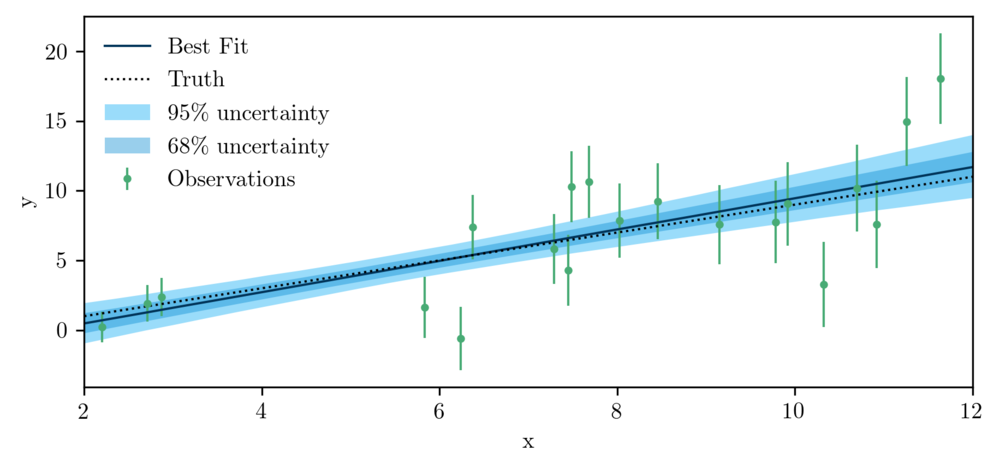 20
15
10
5
0
y
Best Fit
Truth
95% uncertainty
68% uncertainty
Observations
2 4 6 8 10 12
x